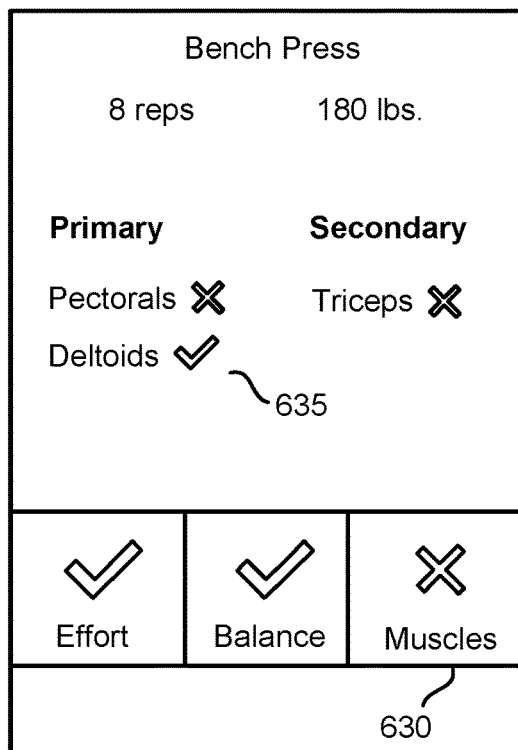 Bench Press
8 reps 180 lbs.
Primary Secondary
Pectorals Triceps
Deltoids
635
Effort Balance Muscles
630